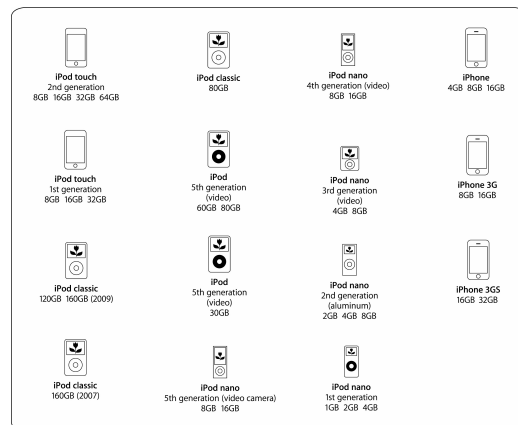 iPod touch
2nd generation
8GB 16GB 32GB 64GB
iPod classic
80GB
iPod nano
4th generation (video)
8GB 16GB
iPhone
4GB 8GB 16GB
iPod touch
1st generation
8GB 16GB 32GB
iPod
5th generation
(video)
60GB 80GB
iPod nano
3rd generation
(video)
4GB 8GB
iPhone 3G
8GB 16GB
iPod classic
120GB 160GB (2009)
iPod
5th generation
(video)
30GB
iPod nano
2nd generation
(aluminum)
2GB 4GB 8GB
iPhone 3GS
16GB 32GB
iPod classic
160GB (2007)
iPod nano
5th generation (video camera)
8GB 16GB
iPod nano
1st generation
1GB 2GB 4GB